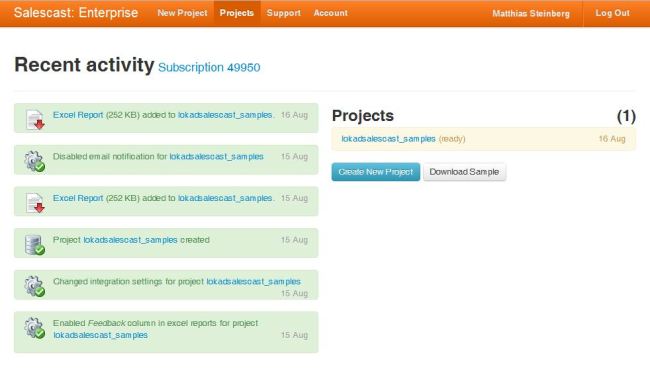 Salescast: Enterprise New Project Projects Support Account Matthias Steinberg Log Out
Recent activity Subscription 49950
Excel Report (252 KB) added to lokadsalescast_samples. 16 Aug
Disabled email notification for lokadsalescast_samples 15 Aug
Excel Report (252 KB) added to lokadsalescast_samples. 15 Aug
Project lokadsalescast_samples created 15 Aug
Changed integration settings for project lokadsalescast_samples
15 Aug
Enabled Feedback column in excel reports for project
lokadsalescast_samples 15 Aug
Projects (1)
lokadsalescast_samples (ready) 16 Aug
Create New Project Download Sample